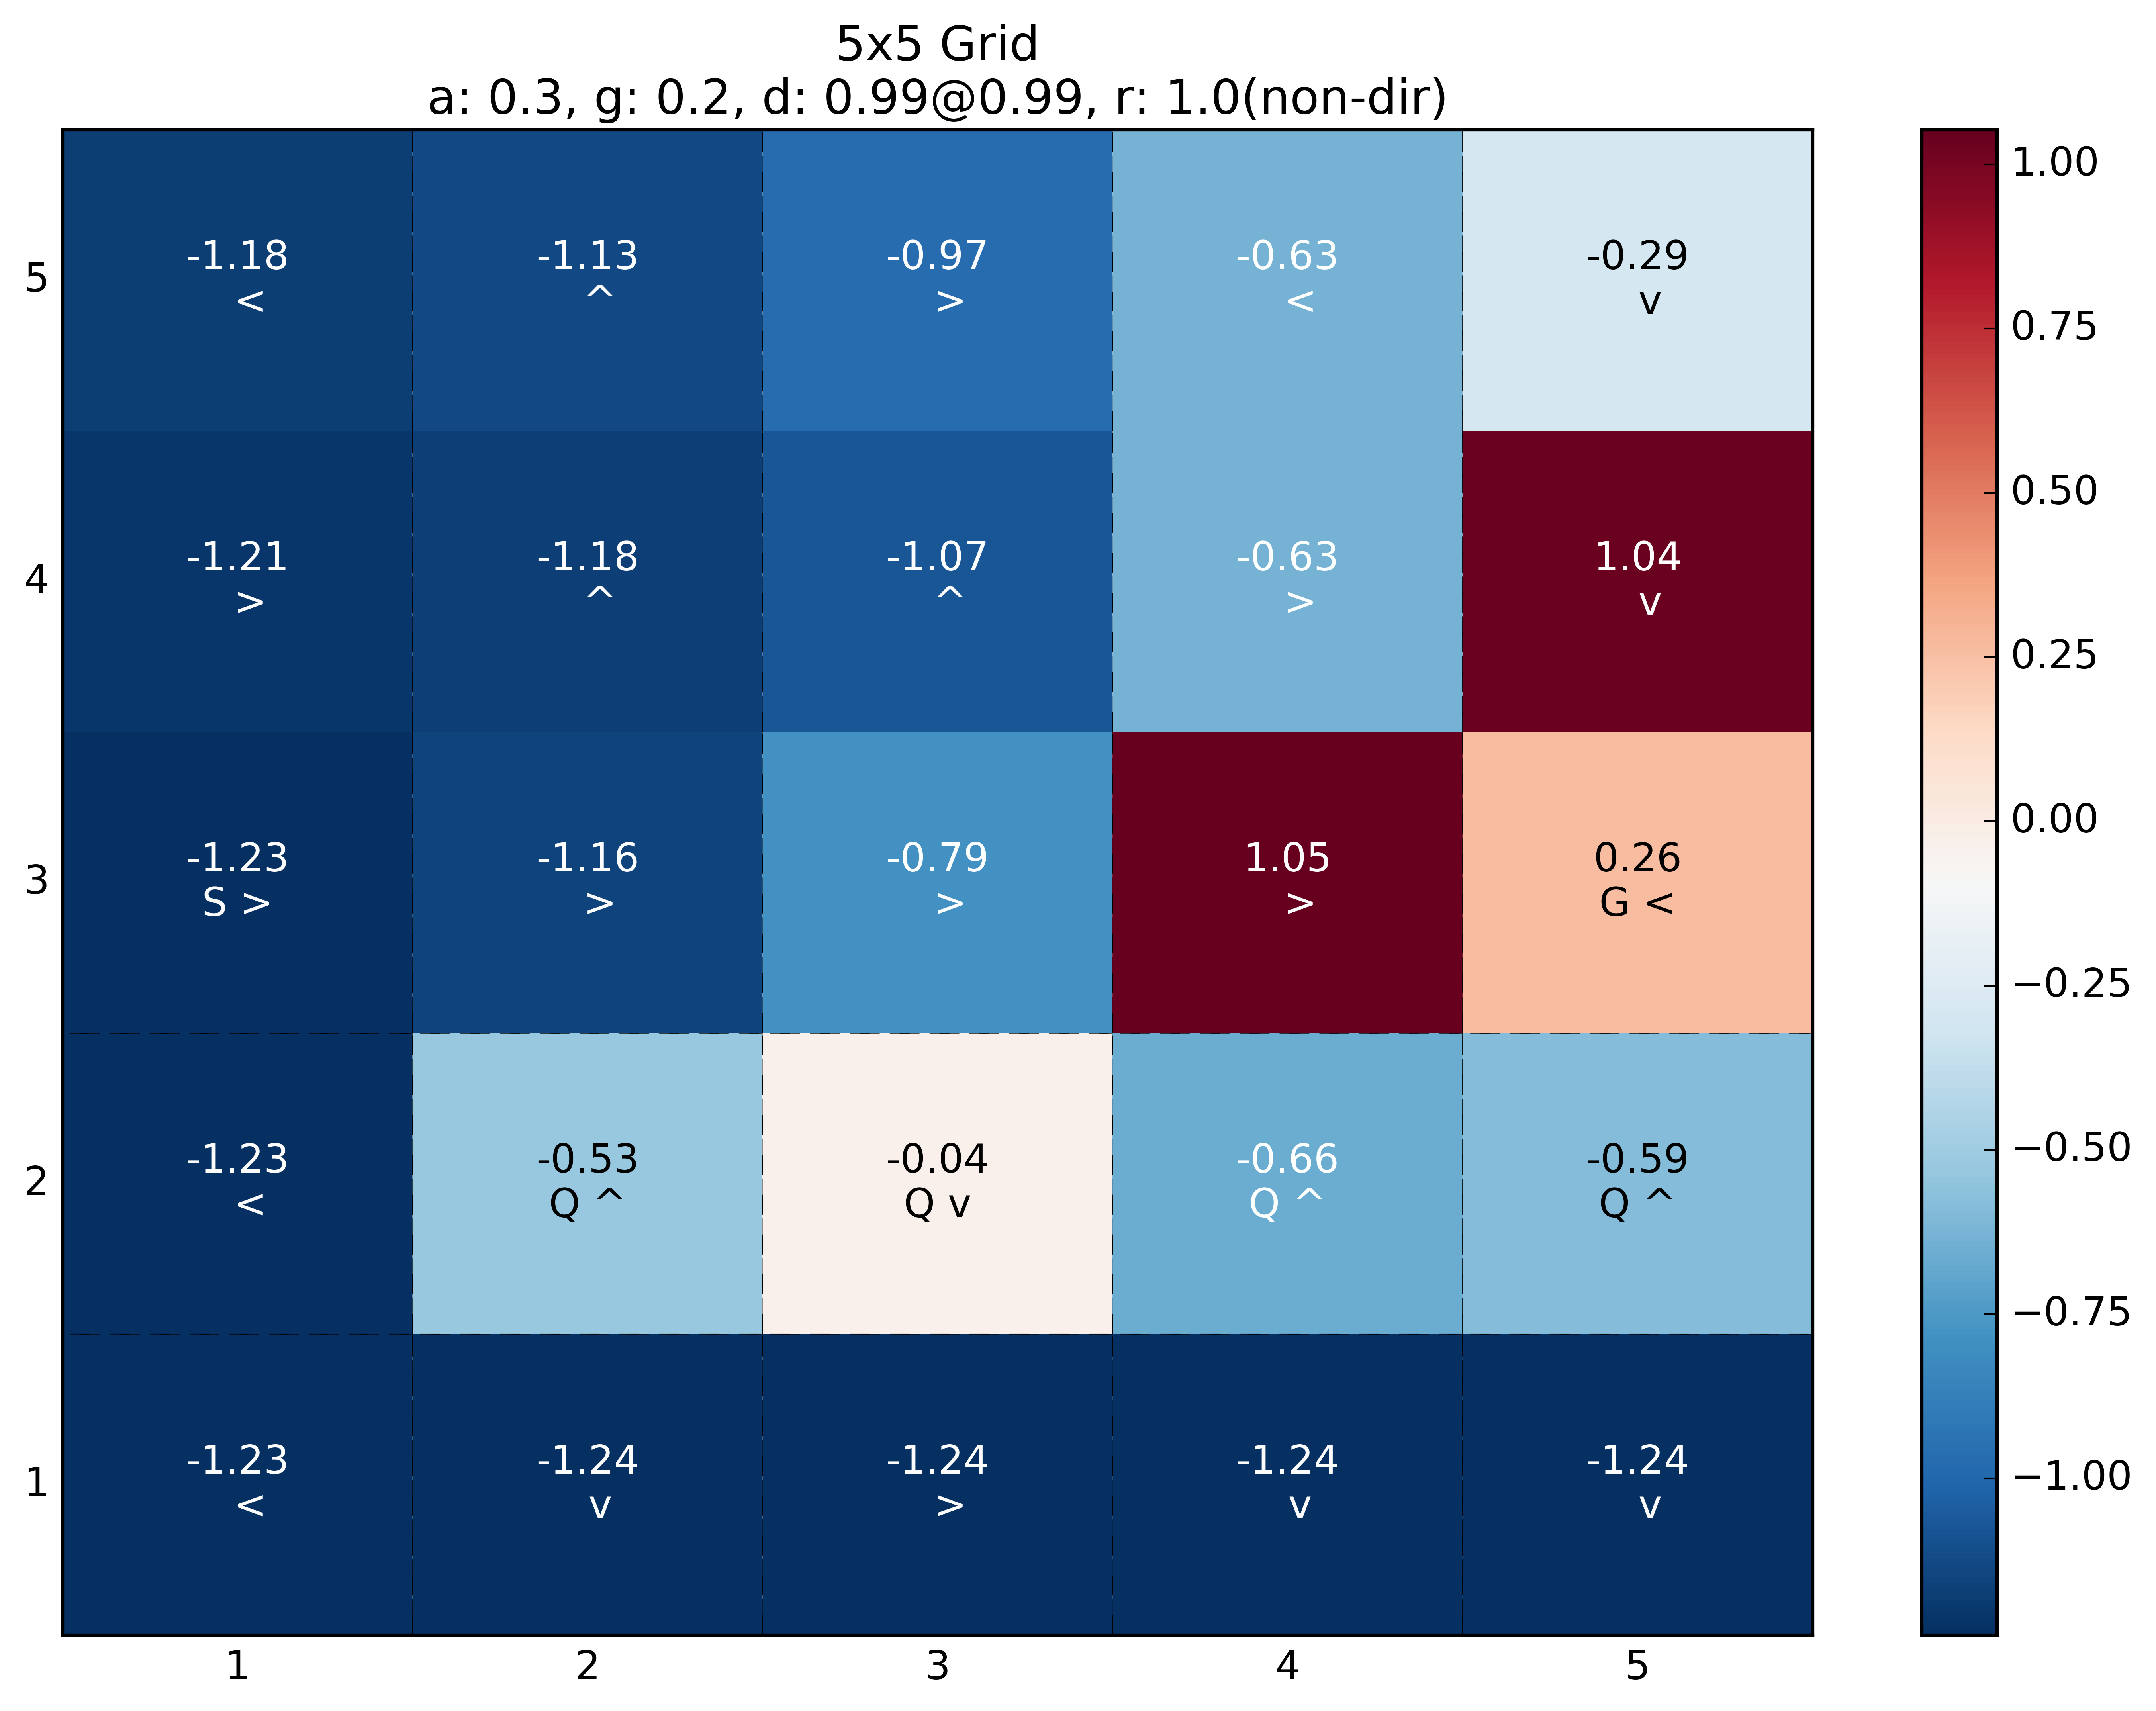 5x5 Grid
a: 0.3, g: 0.2, d: 0.99@0.99, r: 1.0(non-dir)
5
-1.18 -1.13 -0.97 -0.63 -0.29
< ^ > < v
4
-1.21 -1.18 -1.07 -0.63 1.04
> ^ ^ > v
3
-1.23 -1.16 -0.79 1.05 0.26
S > > > > G <
2
-1.23 -0.53 -0.04 -0.66 -0.59
< Q ^ Q v Q ^ Q ^
1
-1.23 -1.24 -1.24 -1.24 -1.24
< v > v v
1 2 3 4 5
1.00
0.75
0.50
0.25
0.00
−0.25
−0.50
−0.75
−1.00